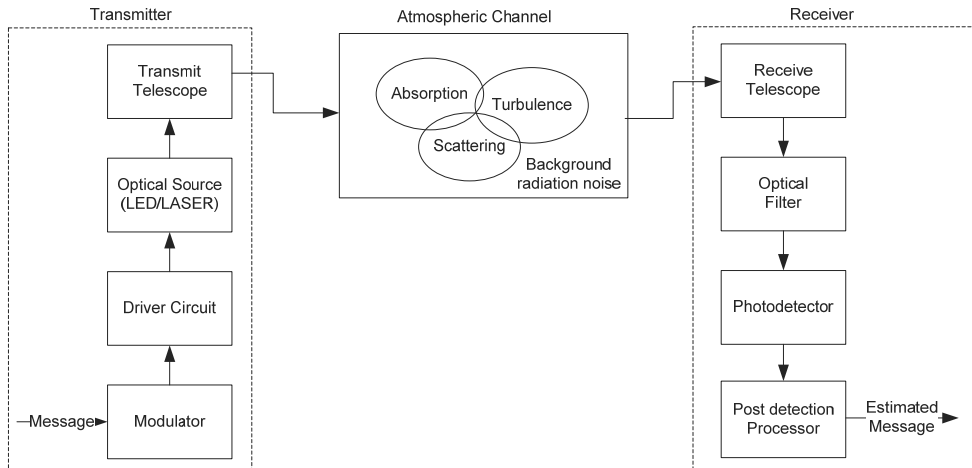 Transmitter
Atmospheric Channel
Receiver
Transmit
Telescope
Optical Source
(LED/LASER)
Driver Circuit
Message
Modulator
Absorption
Turbulence
Scattering
Background
radiation noise
Receive
Telescope
Optical
Filter
Photodetector
Post detection
Processor
Estimated
Message